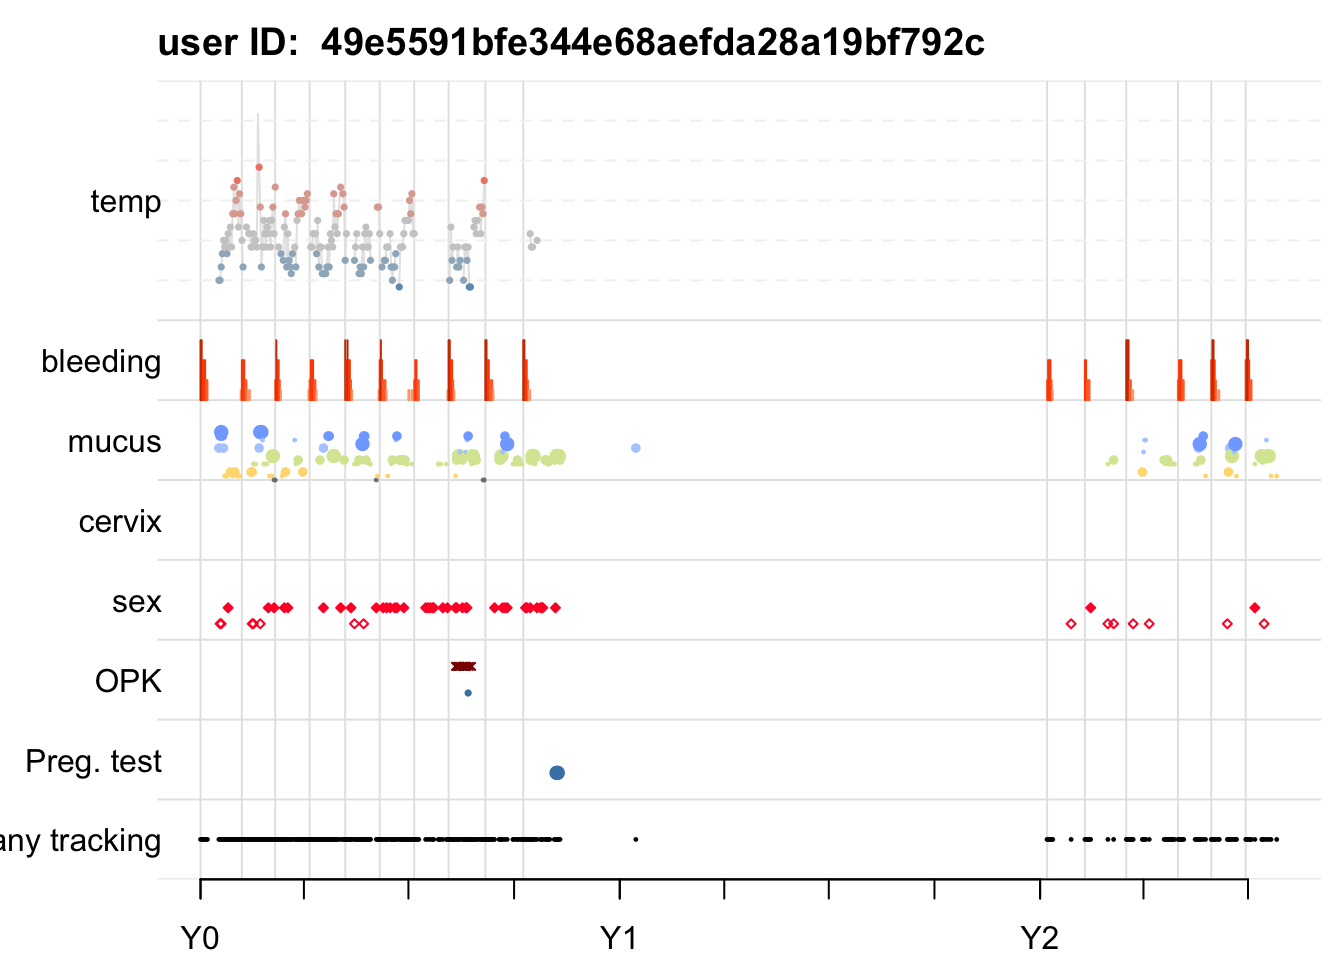 user ID:  49e5591bfe344e68aefda28a19bf792c
temp
bleeding
mucus
cervix
sex
OPK
Preg. test
any tracking
Y0 Y1 Y2